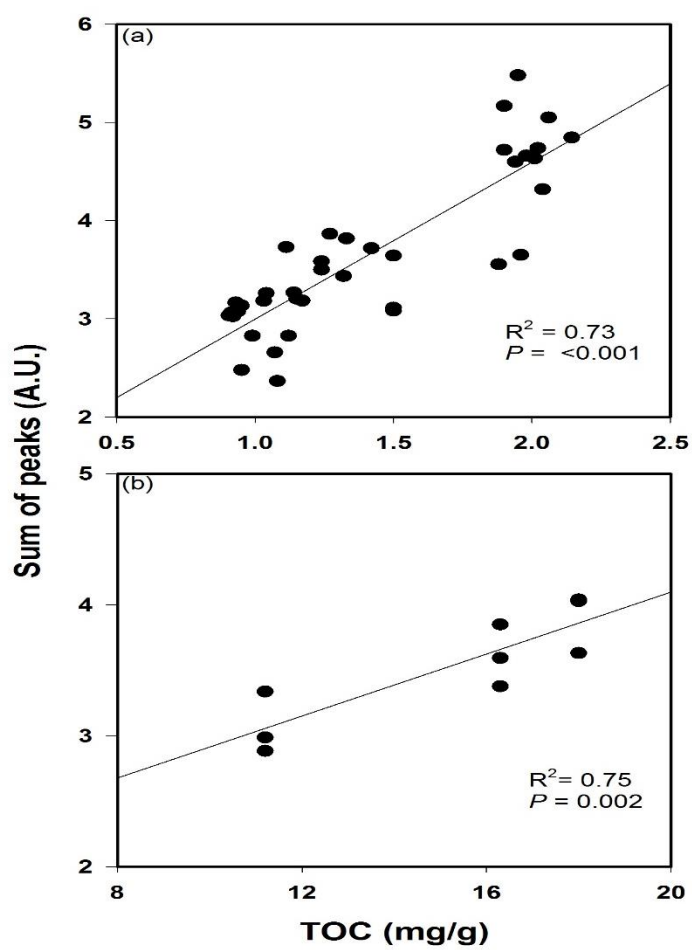 6
(a)
5
4
3
R² = 0.73
P = <0.001
2
0.5 1.0 1.5 2.0 2.5
Sum of peaks (A.U.)
5
(b)
4
3
R²= 0.75
P = 0.002
2
8 12 16 20
TOC (mg/g)